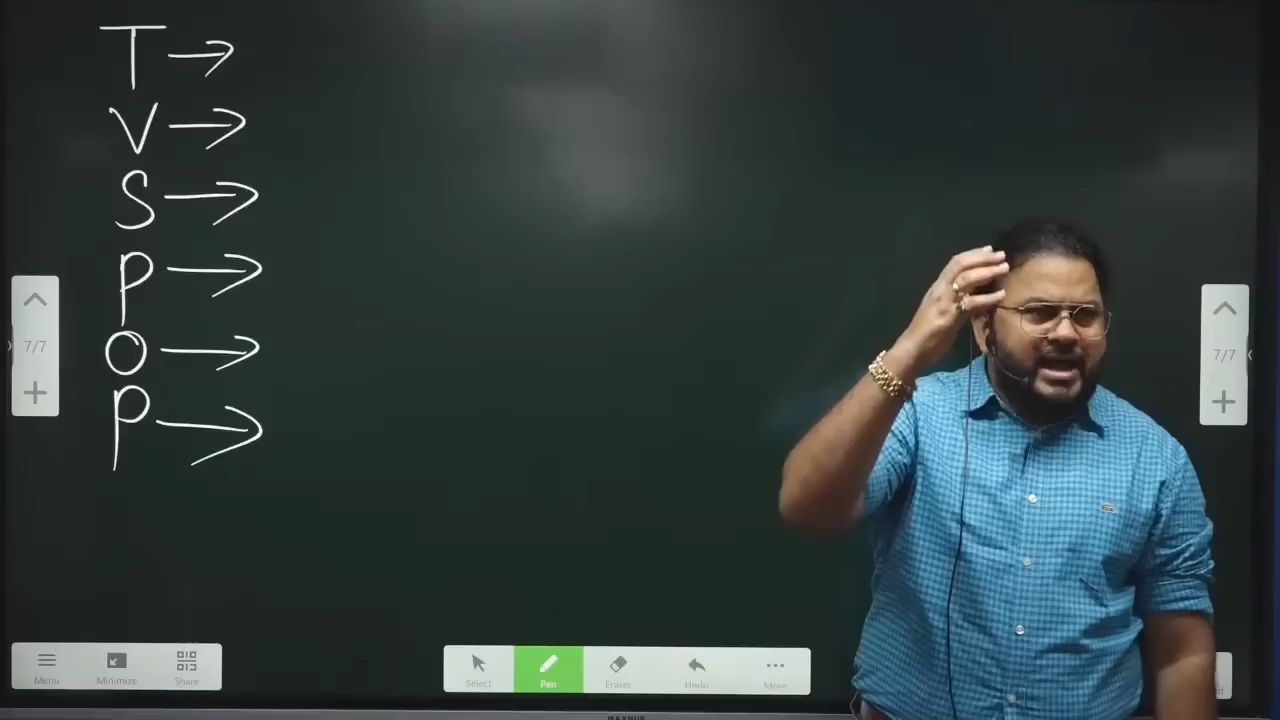 T →
V →
S →
P →
O →
P →
7/7
7/7
Menu
Minimize
Share
Select
Pen
Eraser
Undo
More